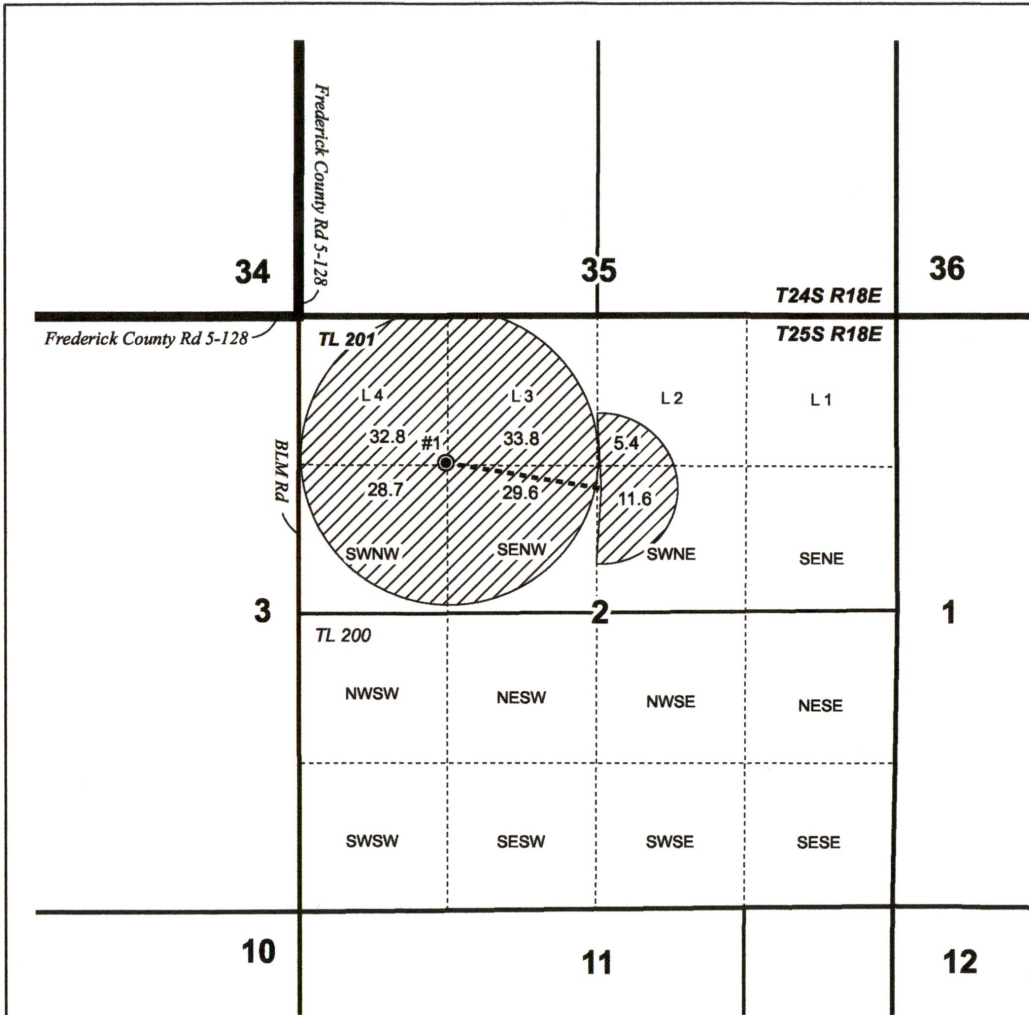 Frederick County Rd 5-128
34
35
36
T24S R18E
Frederick County Rd 5-128
TL 201
T25S R18E
L 4
L 3
L 2
L 1
32.8
#1
33.8
5.4
BLM Rd
28.7
29.6
11.6
SWNW
SENW
SWNE
SENE
3
2
1
TL 200
NWSW
NESW
NWSE
NESE
SWSW
SESW
SWSE
SESE
10
11
12